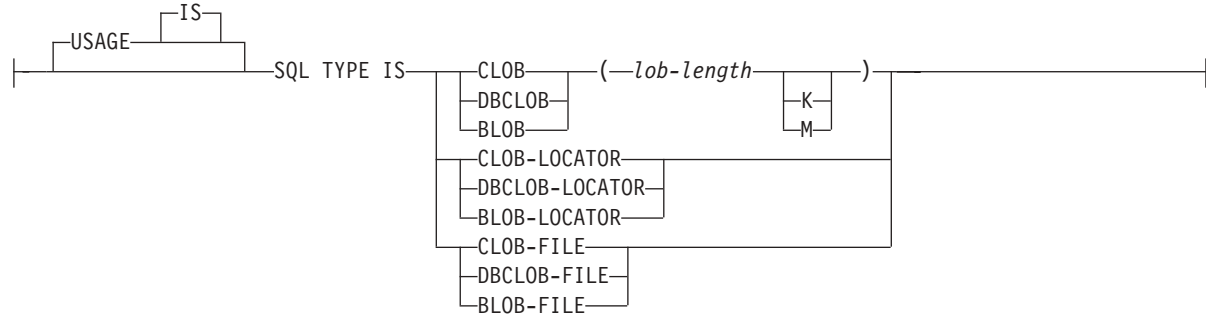 IS
USAGE
SQL TYPE IS CLOB ( lob-length )
DBCLOB K
BLOB M
CLOB-LOCATOR
DBCLOB-LOCATOR
BLOB-LOCATOR
CLOB-FILE
DBCLOB-FILE
BLOB-FILE